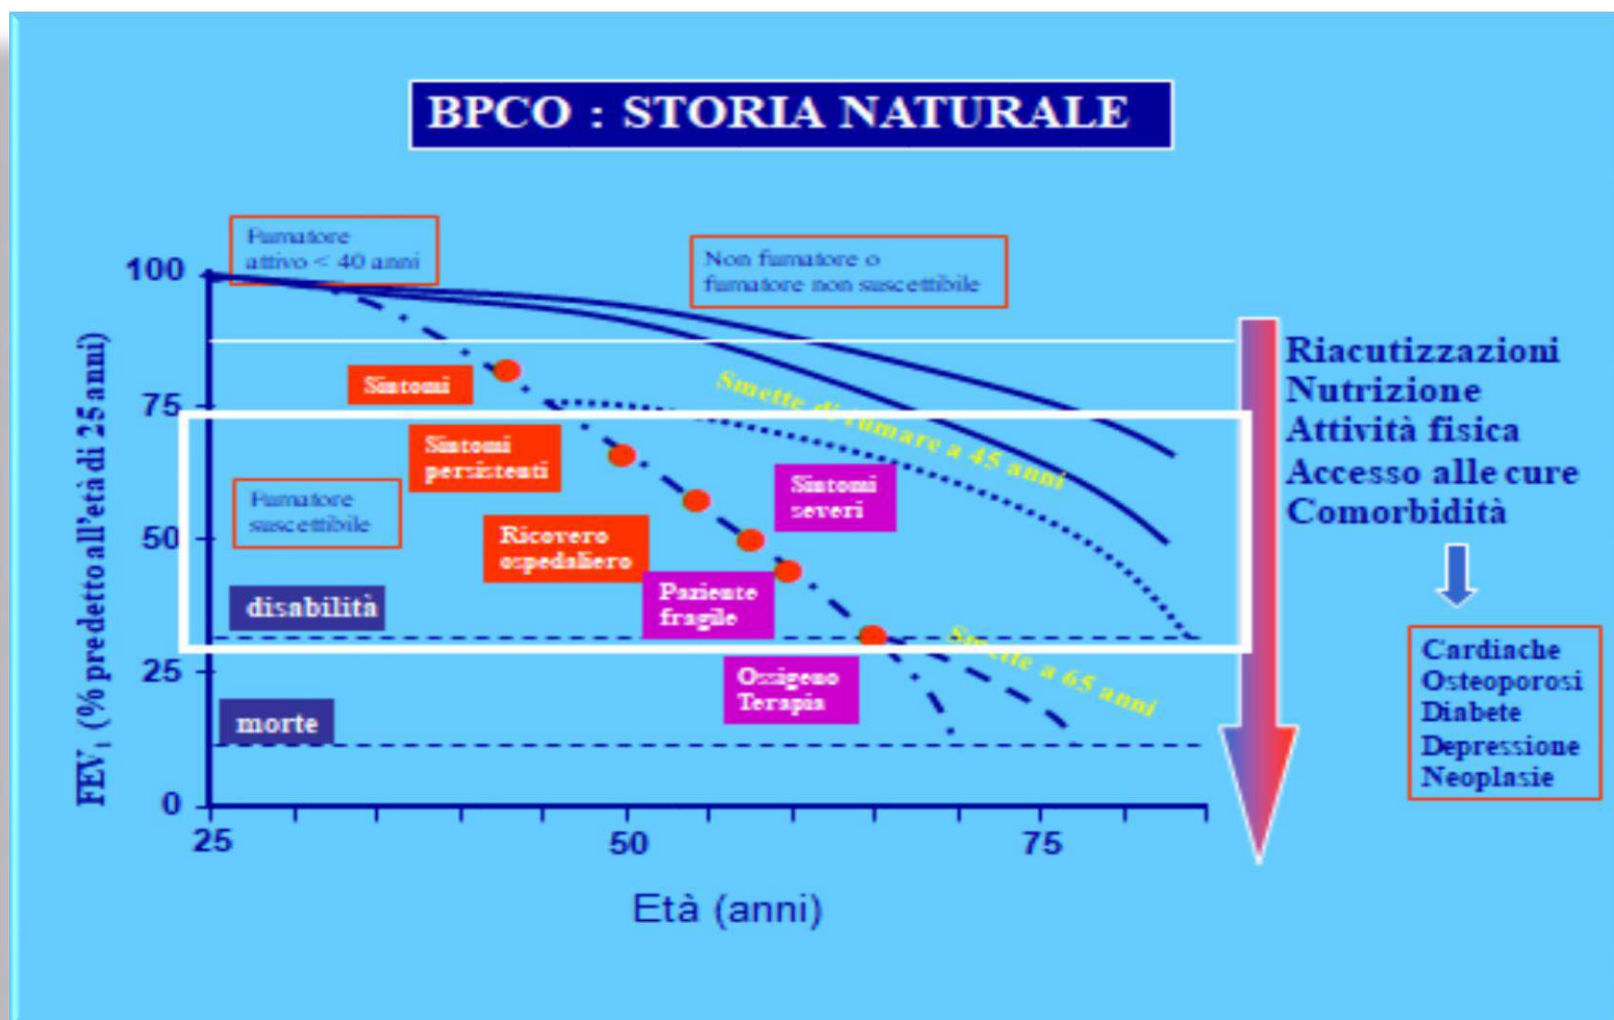 BPCO : STORIA NATURALE
Fumatore
attivo < 40 anni
Non fumatore o
fumatore non suscettibile
100
75
50
25
0
FEV1 (% predetto all'età di 25 anni)
Sintomi
Smette di fumare a 45 anni
Sintomi
persistenti
Fumatore
suscettibile
Sintomi
severi
Ricovero
ospedaliero
Paziente
fragile
disabilità
Smette a 65 anni
Ossigeno
Terapia
morte
25
50
75
Età (anni)
Riacutizzazioni
Nutrizione
Attività fisica
Accesso alle cure
Comorbidità
Cardiache
Osteoporosi
Diabete
Depressione
Neoplasie